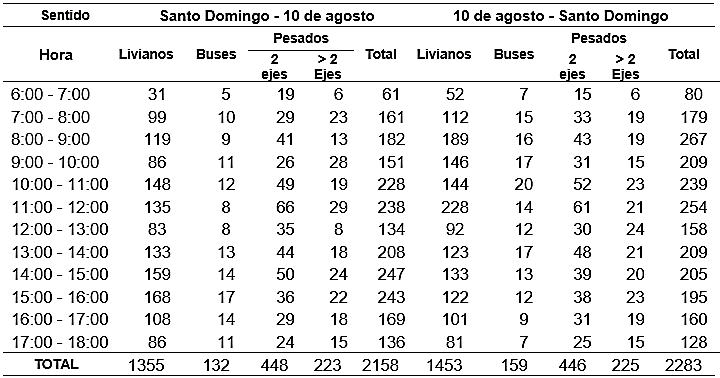 Sentido Santo Domingo - 10 de agosto 10 de agosto - Santo Domingo
Hora Livianos Buses Pesados Total Livianos Buses Pesados Total
2 ejes > 2 Ejes 2 ejes > 2 Ejes
6:00 - 7:00 31 5 19 6 61 52 7 15 6 80
7:00 - 8:00 99 10 29 23 161 112 15 33 19 179
8:00 - 9:00 119 9 41 13 182 189 16 43 19 267
9:00 - 10:00 86 11 26 28 151 146 17 31 15 209
10:00 - 11:00 148 12 49 19 228 144 20 52 23 239
11:00 - 12:00 135 8 66 29 238 228 14 61 21 254
12:00 - 13:00 83 8 35 8 134 92 12 30 24 158
13:00 - 14:00 133 13 44 18 208 123 17 48 21 209
14:00 - 15:00 159 14 50 24 247 133 13 39 20 205
15:00 - 16:00 168 17 36 22 243 122 12 38 23 195
16:00 - 17:00 108 14 29 18 169 101 9 31 19 160
17:00 - 18:00 86 11 24 15 136 81 7 25 15 128
TOTAL 1355 132 448 223 2158 1453 159 446 225 2283